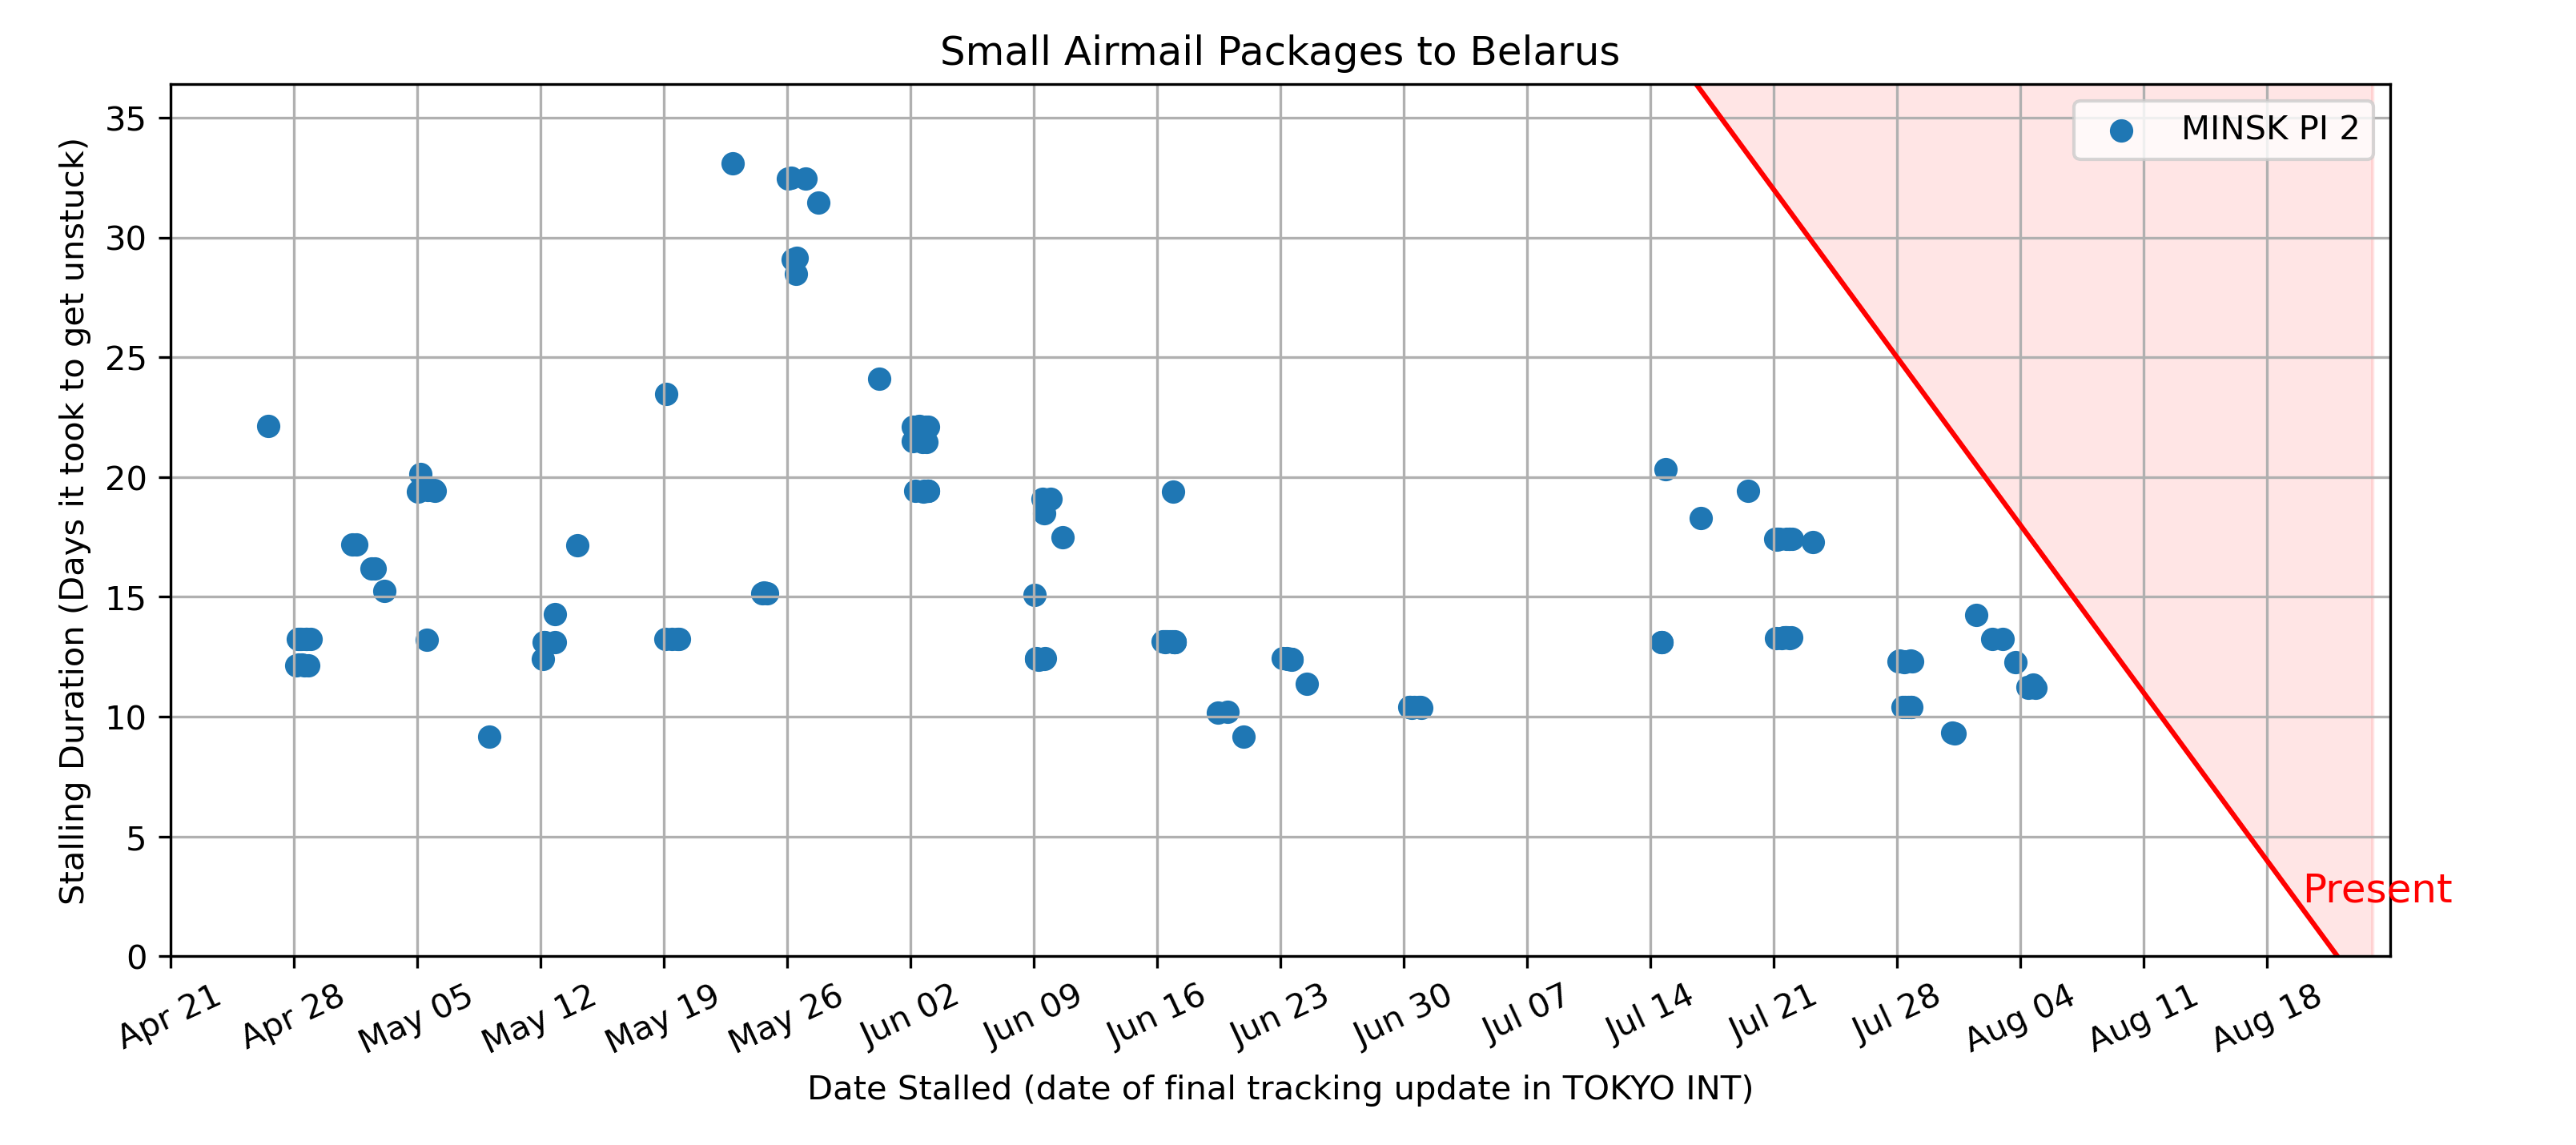 Small Airmail Packages to Belarus
MINSK PI 2
Stalling Duration (Days it took to get unstuck)
35
30
25
20
15
10
5
0
Present
Apr 21 Apr 28 May 05 May 12 May 19 May 26 Jun 02 Jun 09 Jun 16 Jun 23 Jun 30 Jul 07 Jul 14 Jul 21 Jul 28 Aug 04 Aug 11 Aug 18
Date Stalled (date of final tracking update in TOKYO INT)